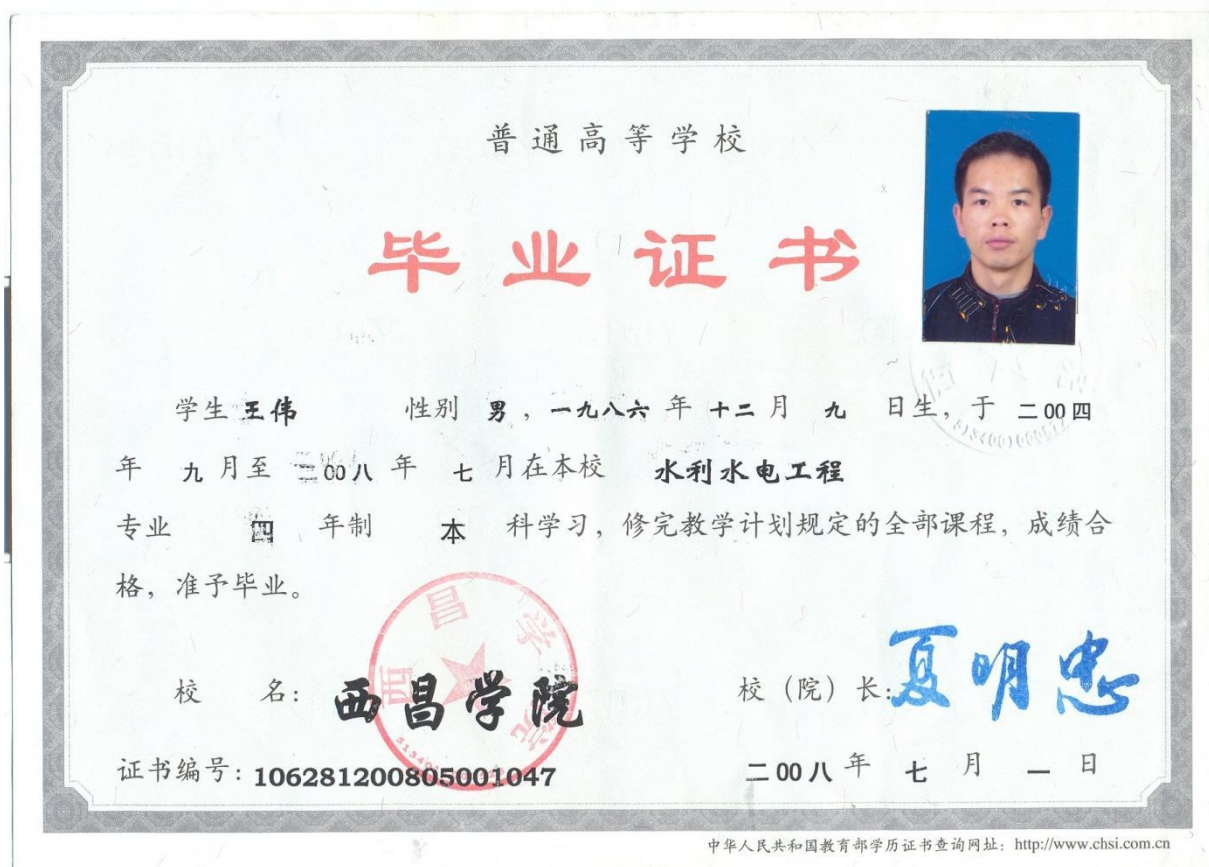 普通高等学校
毕业证书
学生 王伟 性别 男 ，一九八六 年 十二 月 九 日生，于 二00四
年 九 月至 二00八 年 七 月在本校 水利水电工程
专业 四 年制 本 科学习，修完教学计划规定的全部课程，成绩合
格，准予毕业。
西昌学院
校 名：西昌学院 校（院）长：夏明忠
证书编号：106281200805001047 二00八 年 七 月 一 日
中华人民共和国教育部学历证书查询网址：http://www.chsi.com.cn